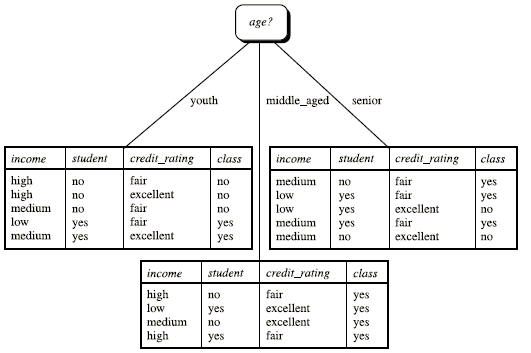 age?
youth
middle_aged
senior
income student credit_rating class
high no fair no
high no excellent no
medium no fair no
low yes fair yes
medium yes excellent yes
income student credit_rating class
medium no fair yes
low yes fair yes
low yes excellent no
medium yes fair yes
medium no excellent no
income student credit_rating class
high no fair yes
low yes excellent yes
medium no excellent yes
high yes fair yes